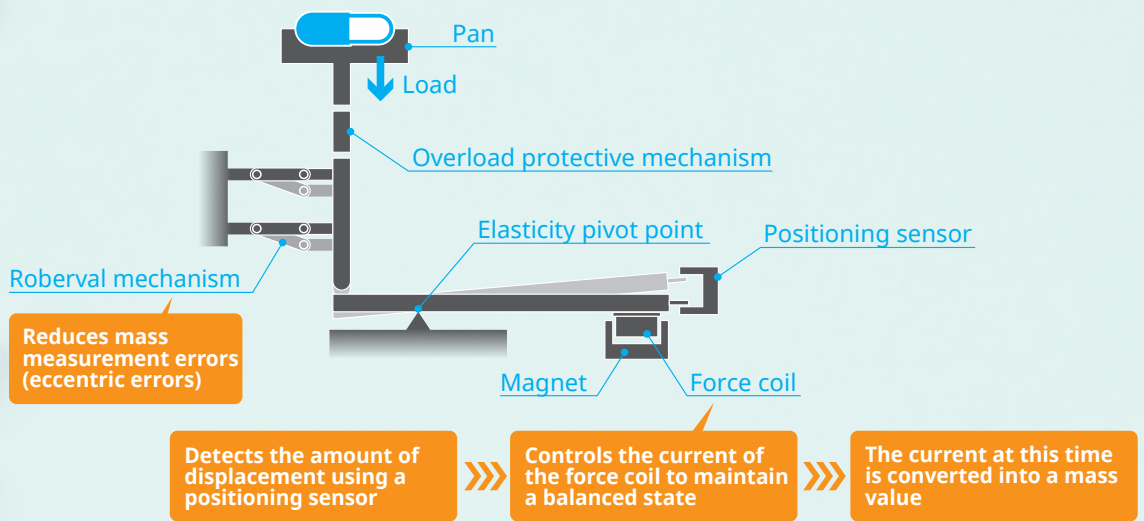 Pan
Load
Overload protective mechanism
Elasticity pivot point
Positioning sensor
Roberval mechanism
Reduces mass
measurement errors
(eccentric errors)
Magnet
Force coil
Detects the amount of
displacement using a
positioning sensor
Controls the current of
the force coil to maintain
a balanced state
The current at this time
is converted into a mass
value